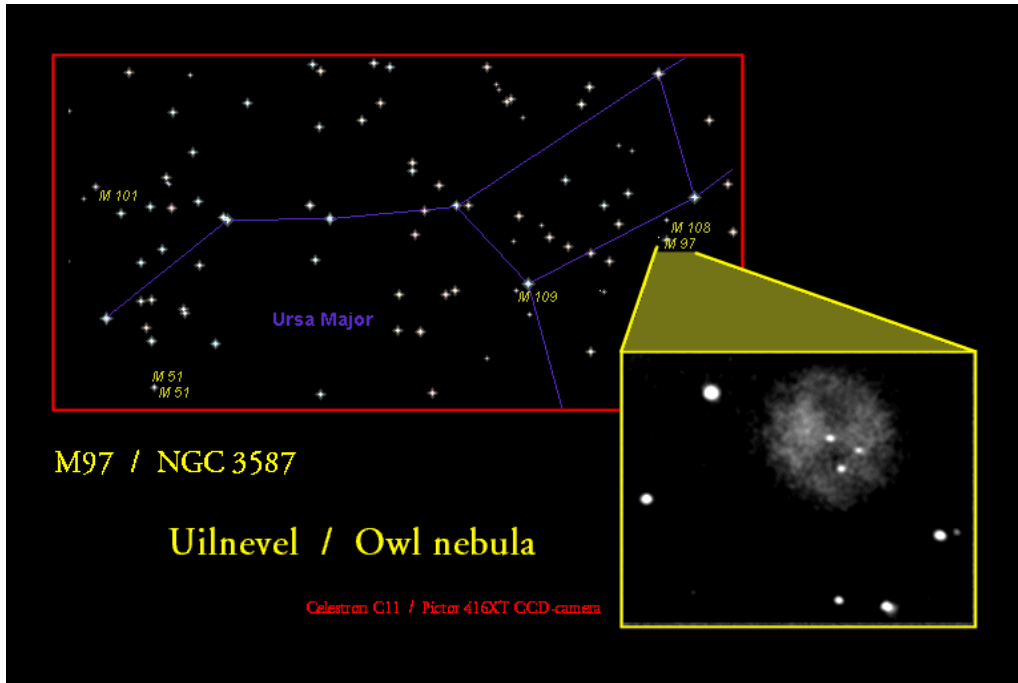 M 101
M 108
M 97
M 109
Ursa Major
M 51
M 51
M97 / NGC 3587
Uilnevel / Owl nebula
Celestron C11 / Pictor 416XT CCD-camera